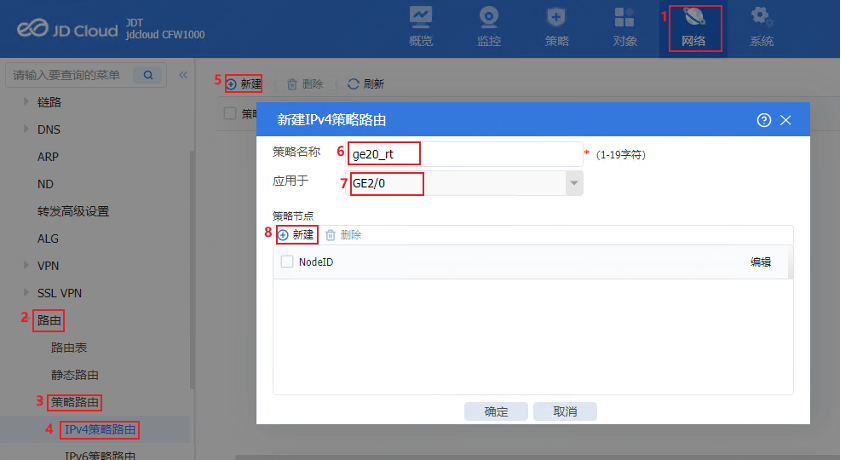 JD Cloud
JDT
jdcloud CFW1000
概览
监控
策略
对象
1
网络
系统
请输入要查询的菜单
«
5
新建
删除
刷新
链路
DNS
ARP
ND
转发高级设置
ALG
VPN
SSL VPN
2
路由
路由表
静态路由
3
策略路由
4
IPv4策略路由
IPv6策略路由
策略
新建IPv4策略路由
策略名称
6
ge20_rt
* (1-19字符)
应用于
7
GE2/0
策略节点
8
新建
删除
NodeID
编辑
确定
取消